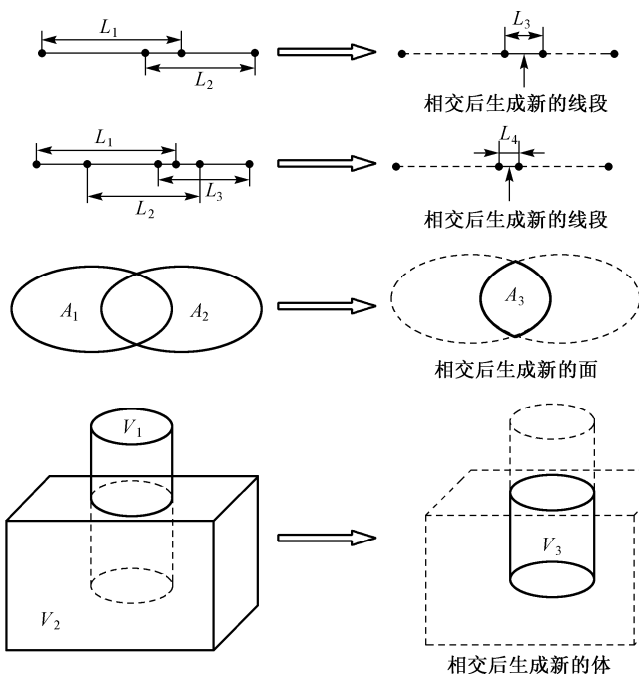 L1
L2
L3
相交后生成新的线段
L1
L2
L3
L4
相交后生成新的线段
A1
A2
A3
相交后生成新的面
V1
V2
V3
相交后生成新的体